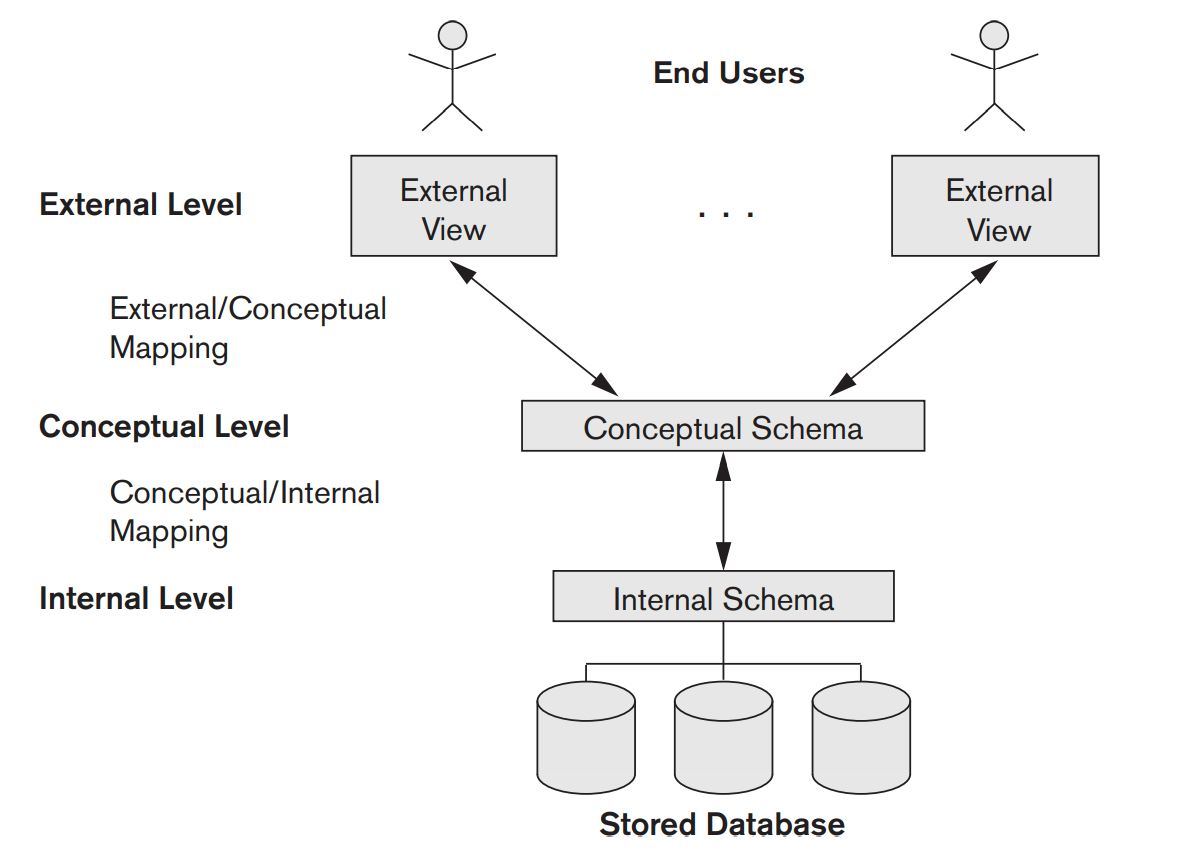 End Users
External Level
External
View
. . .
External
View
External/Conceptual
Mapping
Conceptual Level
Conceptual Schema
Conceptual/Internal
Mapping
Internal Level
Internal Schema
Stored Database